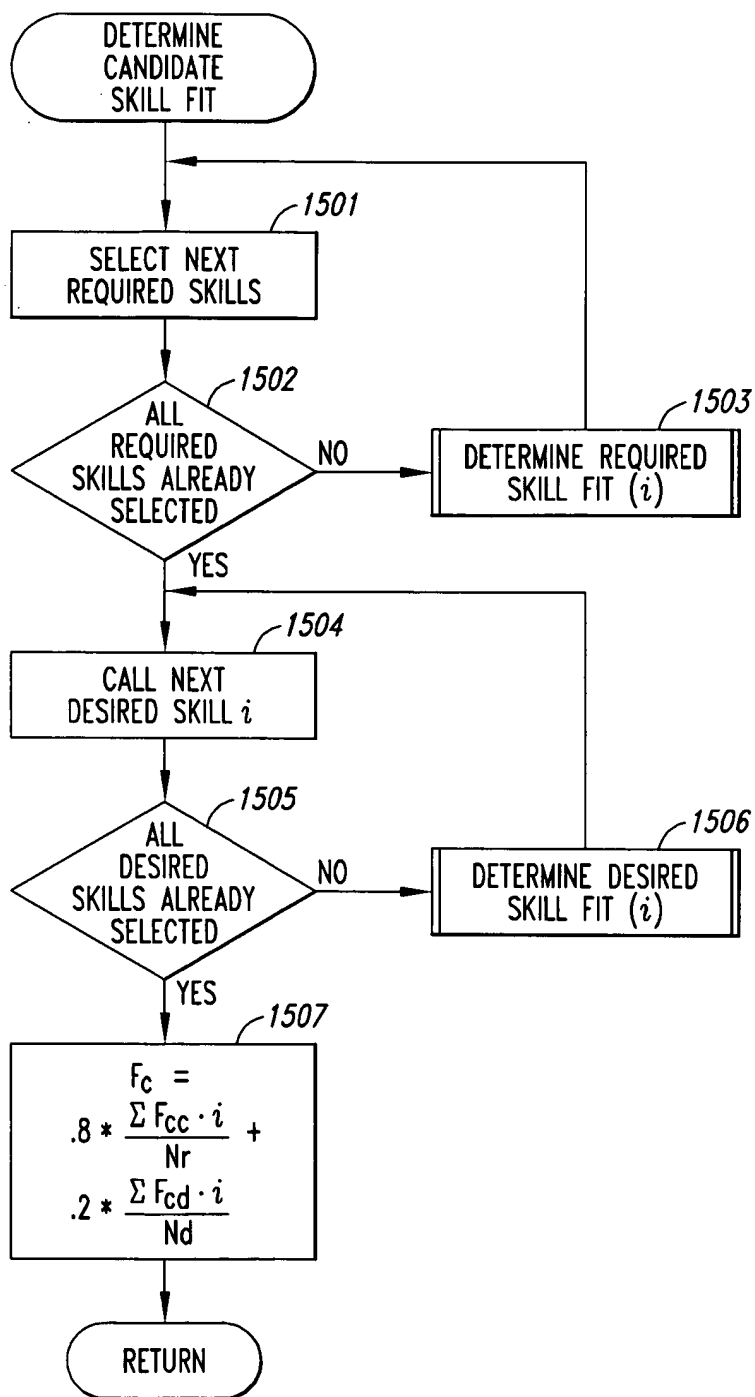 DETERMINE
CANDIDATE
SKILL FIT
1501
SELECT NEXT
REQUIRED SKILLS
1502
ALL
REQUIRED
SKILLS ALREADY
SELECTED
NO
1503
DETERMINE REQUIRED
SKILL FIT (i)
YES
1504
CALL NEXT
DESIRED SKILL i
1505
ALL
DESIRED
SKILLS ALREADY
SELECTED
NO
1506
DETERMINE DESIRED
SKILL FIT (i)
YES
1507
Fc =
.8 * Σ Fcc · i / Nr +
.2 * Σ Fcd · i / Nd
RETURN